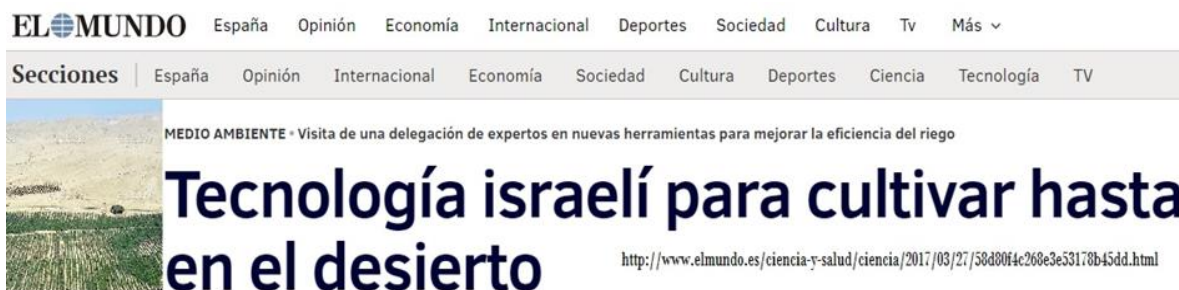 EL MUNDO España Opinión Economía Internacional Deportes Sociedad Cultura Tv Más
Secciones España Opinión Internacional Economía Sociedad Cultura Deportes Ciencia Tecnología TV
MEDIO AMBIENTE • Visita de una delegación de expertos en nuevas herramientas para mejorar la eficiencia del riego
Tecnología israelí para cultivar hasta
en el desierto
http://www.elmundo.es/ciencia-y-salud/ciencia/2017/03/27/58d80f4c268e3e53178b45dd.html